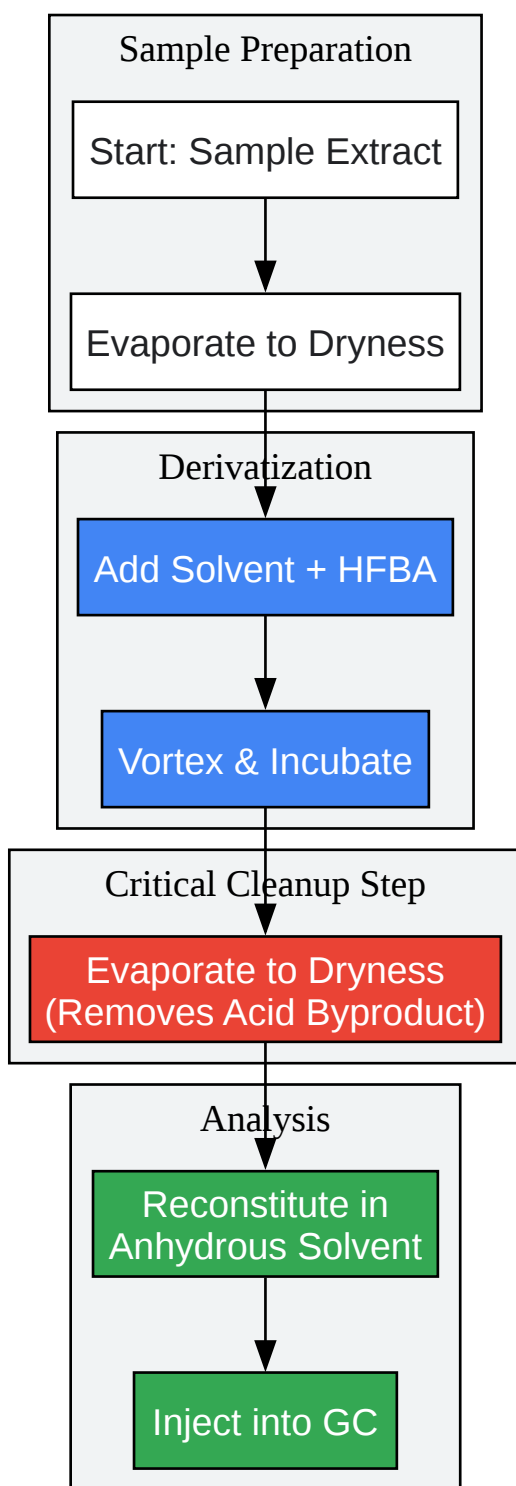 Sample Preparation
Start: Sample Extract
Evaporate to Dryness
Derivatization
Add Solvent + HFBA
Vortex & Incubate
Critical Cleanup Step
Evaporate to Dryness
(Removes Acid Byproduct)
Analysis
Reconstitute in
Anhydrous Solvent
Inject into GC